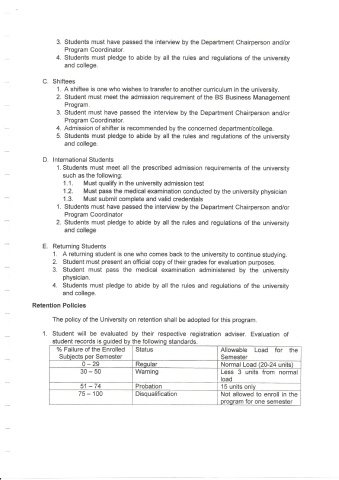 3. Students must have passed the interview by the Department Chairperson and/or
Program Coordinator.
4. Students must pledge to abide by all the rules and regulations of the university
and college.
C. Shiftees
1. A shiftee is one who wishes to transfer to another curriculum in the university.
2. Student must meet the admission requirement of the BS Business Management
Program.
3. Student must have passed the interview by the Department Chairperson and/or
Program Coordinator.
4. Admission of shifter is recommended by the concerned department/college.
5. Students must pledge to abide by all the rules and regulations of the university
and college.
D. International Students
1. Students must meet all the prescribed admission requirements of the university
such as the following:
1.1. Must qualify in the university admission test
1.2. Must pass the medical examination conducted by the university physician
1.3. Must submit complete and valid credentials
1. Students must have passed the interview by the Department Chairperson and/or
Program Coordinator
2. Students must pledge to abide by all the rules and regulations of the university
and college
E. Returning Students
1. A returning student is one who comes back to the university to continue studying.
2. Student must present an official copy of their grades for evaluation purposes.
3. Student must pass the medical examination administered by the university
physician.
4. Students must pledge to abide by all the rules and regulations of the university
and college.
Retention Policies
The policy of the University on retention shall be adopted for this program.
1. Student will be evaluated by their respective registration adviser. Evaluation of
student records is guided by the following standards.
% Failure of the Enrolled Status Allowable Load for the
Subjects per Semester Semester
0 – 29 Regular Normal Load (20-24 units)
30 – 50 Warning Less 3 units from normal
load
51 – 74 Probation 15 units only
75 – 100 Disqualification Not allowed to enroll in the
program for one semester